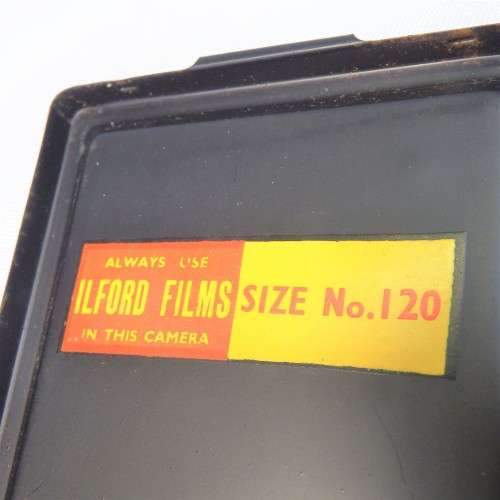 ALWAYS USE
ILFORD FILMS
IN THIS CAMERA
SIZE No.120